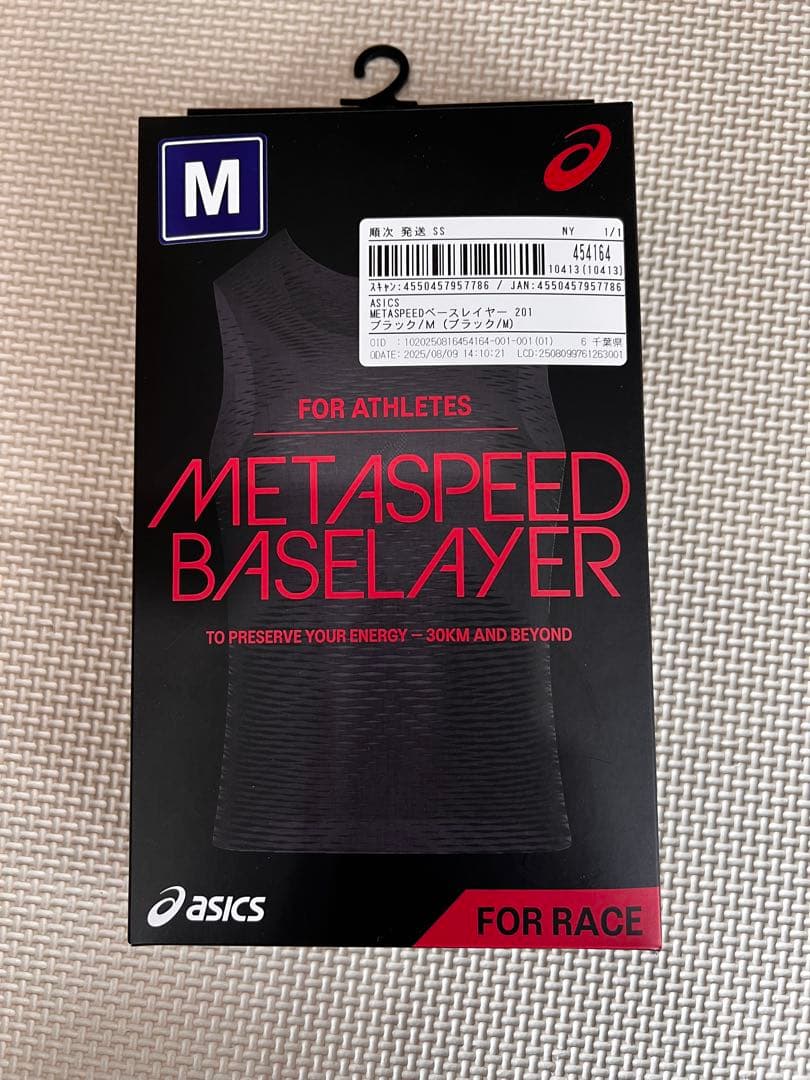 M
順次 発送 SS NY 1/1
454164
10413(10413)
ｽｷｬﾝ:4550457957786 / JAN:4550457957786
ASICS
METASPEEDベースレイヤー 201
ブラック/M (ブラック/M)
OID :1020250816454164-001-001(01) 6 千葉県
ODATE:2025/08/09 14:10:21 LCD:2508099761263001
FOR ATHLETES
METASPEED
BASELAYER
TO PRESERVE YOUR ENERGY – 30KM AND BEYOND
asics
FOR RACE